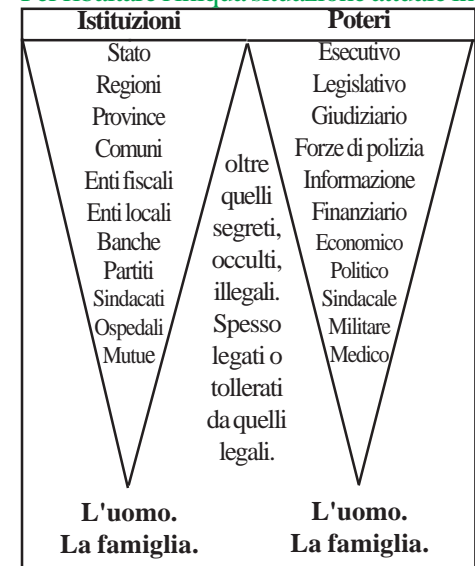 Istituzioni
Stato
Regioni
Province
Comuni
Enti fiscali
Enti locali
Banche
Partiti
Sindacati
Ospedali
Mutue
L'uomo.
La famiglia.
oltre
quelli
segreti,
occulti,
illegali.
Spesso
legati o
tollerati
da quelli
legali.
Poteri
Esecutivo
Legislativo
Giudiziario
Forze di polizia
Informazione
Finanziario
Economico
Politico
Sindacale
Militare
Medico
L'uomo.
La famiglia.